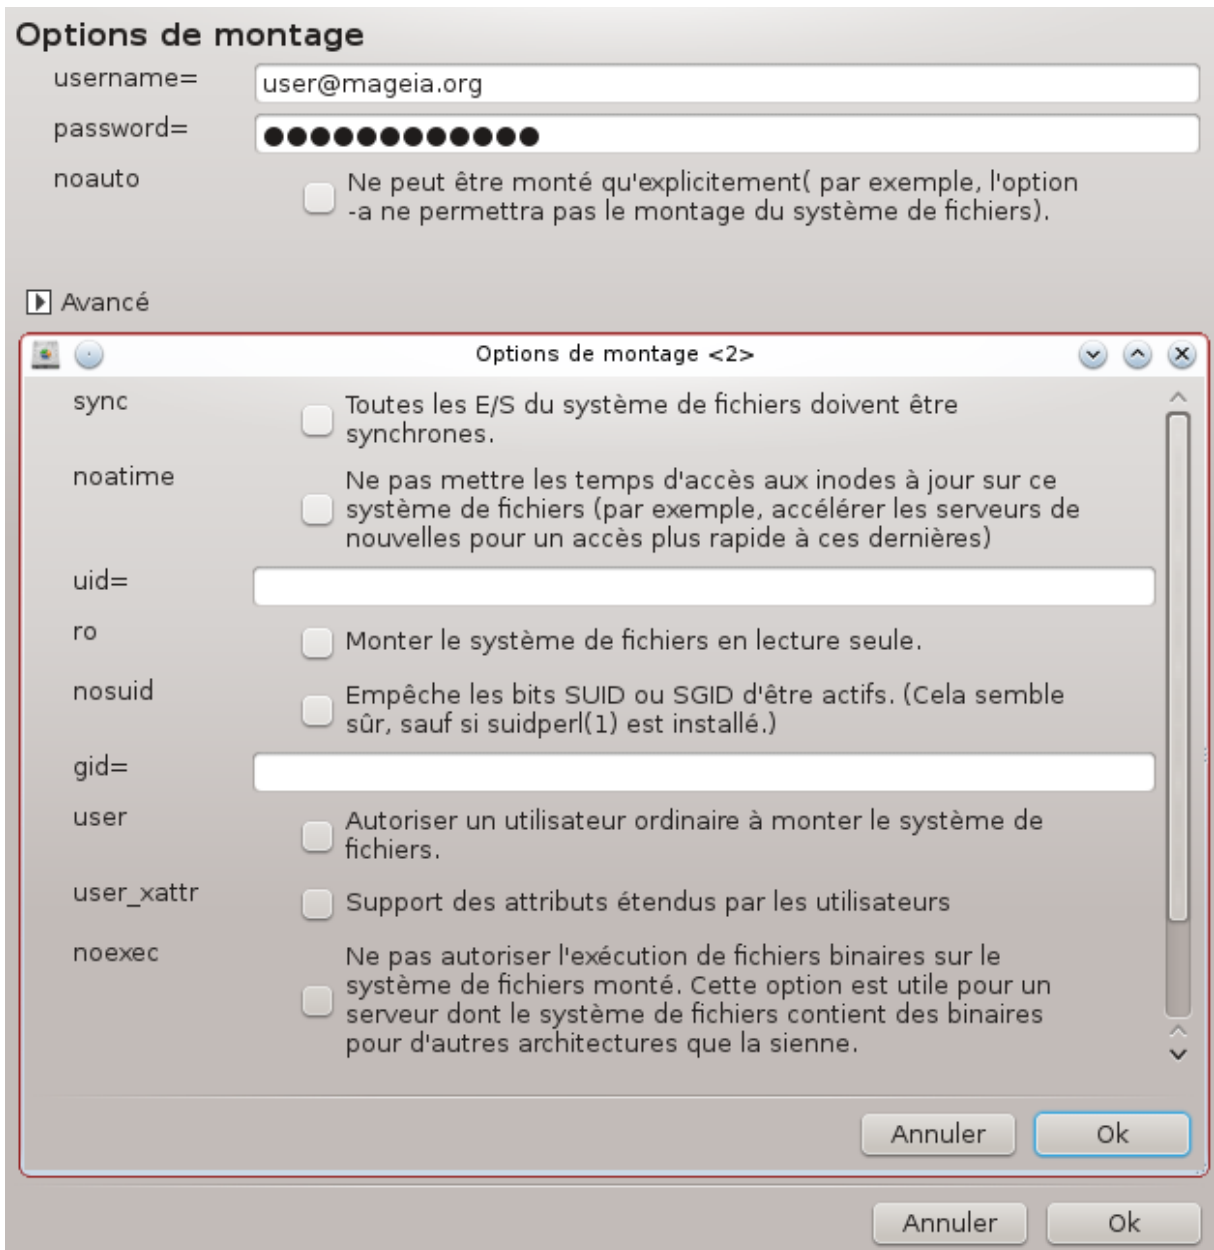 Options de montage
username=
user@mageia.org
password=
●●●●●●●●●●●●
noauto
Ne peut être monté qu'explicitement( par exemple, l'option
-a ne permettra pas le montage du système de fichiers).
Avancé
Options de montage <2>
sync
Toutes les E/S du système de fichiers doivent être
synchrones.
noatime
Ne pas mettre les temps d'accès aux inodes à jour sur ce
système de fichiers (par exemple, accélérer les serveurs de
nouvelles pour un accès plus rapide à ces dernières)
uid=
ro
Monter le système de fichiers en lecture seule.
nosuid
Empêche les bits SUID ou SGID d'être actifs. (Cela semble
sûr, sauf si suidperl(1) est installé.)
gid=
user
Autoriser un utilisateur ordinaire à monter le système de
fichiers.
user_xattr
Support des attributs étendus par les utilisateurs
noexec
Ne pas autoriser l'exécution de fichiers binaires sur le
système de fichiers monté. Cette option est utile pour un
serveur dont le système de fichiers contient des binaires
pour d'autres architectures que la sienne.
Annuler
Ok
Annuler
Ok